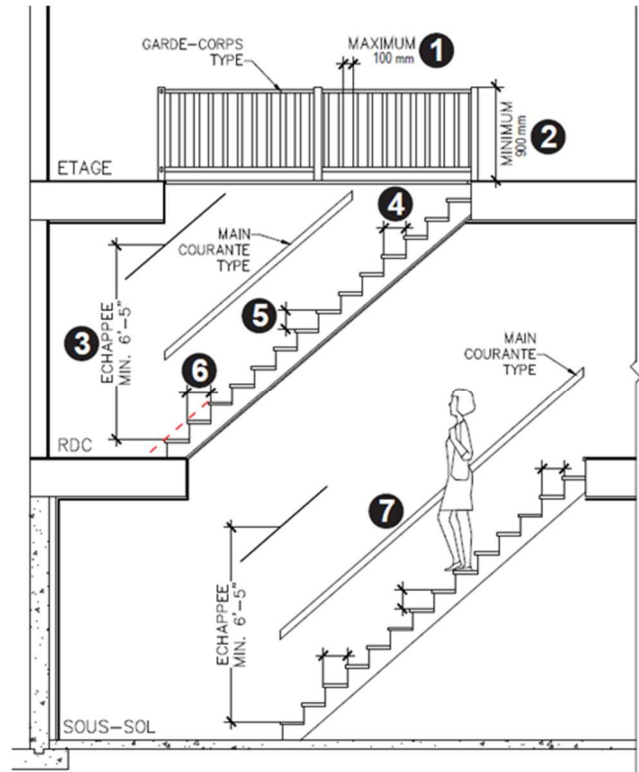 GARDE-CORPS
TYPE
MAXIMUM
100 mm
1
MINIMUM
900 mm
2
ETAGE
4
MAIN
COURANTE
TYPE
3
ECHAPPEE
MIN. 6'-5"
5
6
MAIN
COURANTE
TYPE
RDC
7
ECHAPPEE
MIN. 6'-5"
SOUS-SOL